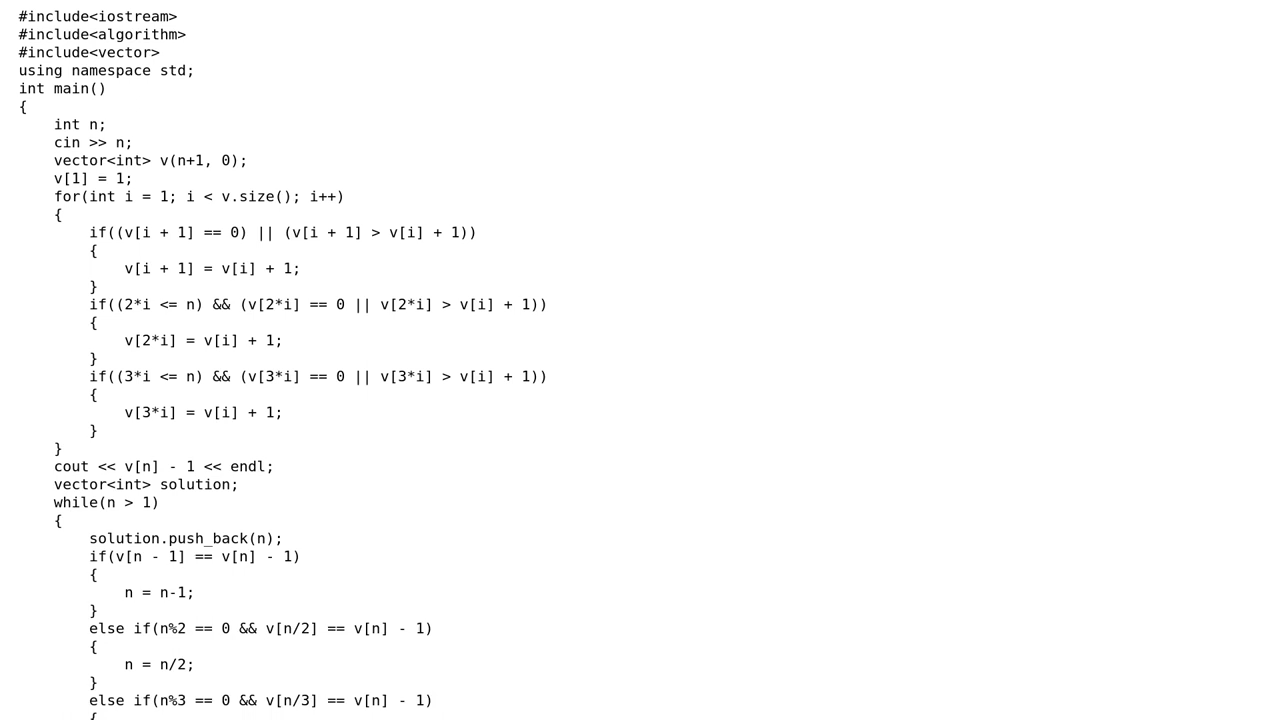 #include<iostream>
#include<algorithm>
#include<vector>
using namespace std;
int main()
{
    int n;
    cin >> n;
    vector<int> v(n+1, 0);
    v[1] = 1;
    for(int i = 1; i < v.size(); i++)
    {
        if((v[i + 1] == 0) || (v[i + 1] > v[i] + 1))
        {
            v[i + 1] = v[i] + 1;
        }
        if((2*i <= n) && (v[2*i] == 0 || v[2*i] > v[i] + 1))
        {
            v[2*i] = v[i] + 1;
        }
        if((3*i <= n) && (v[3*i] == 0 || v[3*i] > v[i] + 1))
        {
            v[3*i] = v[i] + 1;
        }
    }
    cout << v[n] - 1 << endl;
    vector<int> solution;
    while(n > 1)
    {
        solution.push_back(n);
        if(v[n - 1] == v[n] - 1)
        {
            n = n-1;
        }
        else if(n%2 == 0 && v[n/2] == v[n] - 1)
        {
            n = n/2;
        }
        else if(n%3 == 0 && v[n/3] == v[n] - 1)
        {